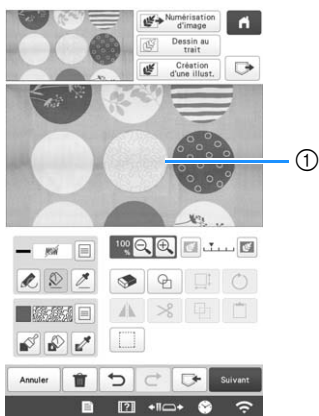 Numérisation
d'image
Dessin au
trait
Création
d'une illust.
①
100
%
Annuler
Suivant